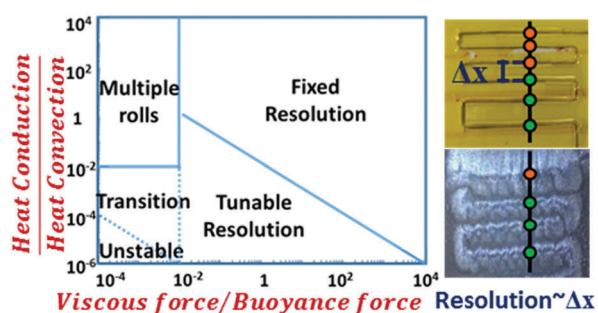 Heat Conduction
Heat Convection
10⁴
10²
1
10⁻²
10⁻⁴
10⁻⁶
Multiple
rolls
Fixed
Resolution
Transition
Tunable
Resolution
Unstable
10⁻⁴
10⁻²
1
10²
10⁴
Viscous force/Buoyance force
Δx
Resolution~Δx